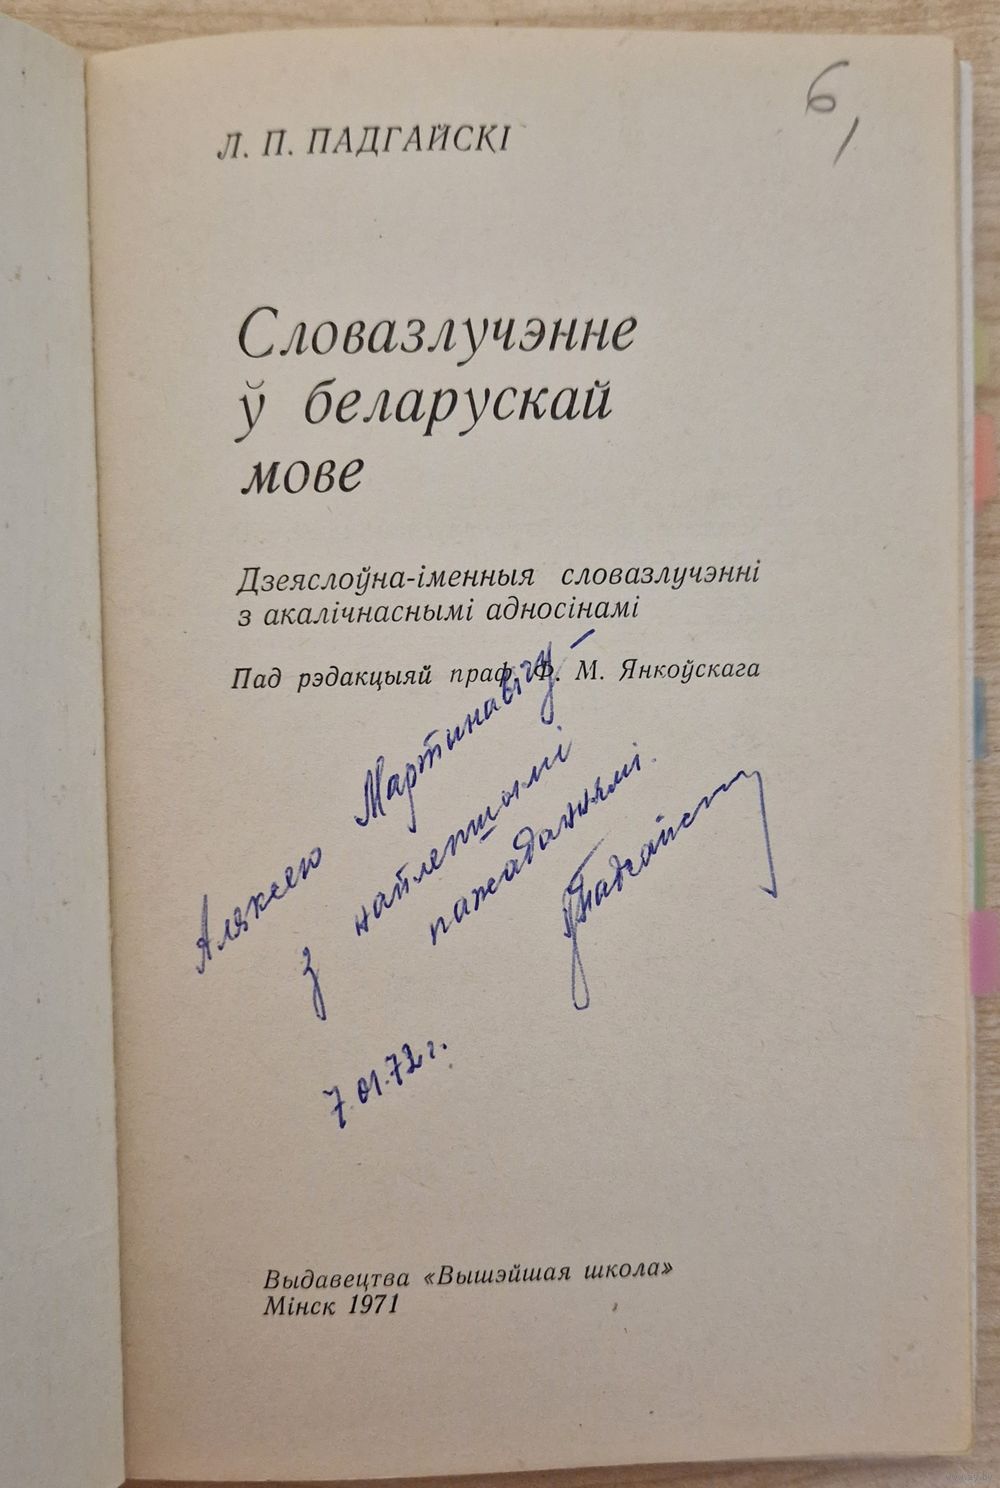 6
/
Л. П. ПАДГАЙСКІ
Словазлучэнне
ў беларускай
мове
Дзеяслоўна-іменныя словазлучэнні
з акалічнаснымі адносінамі
Пад рэдакцыяй праф. Ф. М. Янкоўскага
Аляксею Мартынавічу –
з найлепшымі
пажаданнямі.
Падгайскі
7.01.72 г.
Выдавецтва «Вышэйшая школа»
Мінск 1971